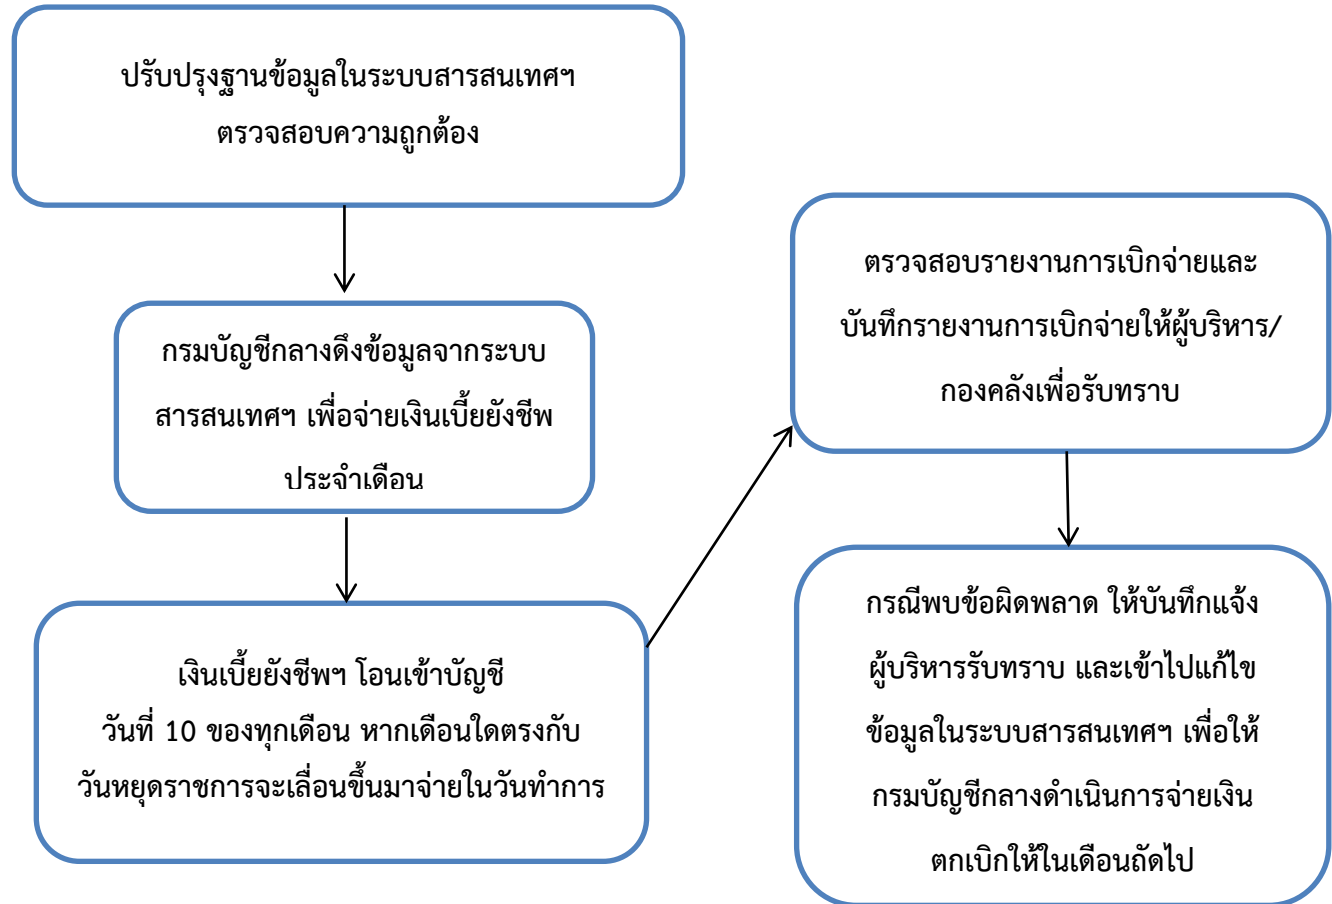 ปรับปรุงฐานข้อมูลในระบบสารสนเทศฯ
ตรวจสอบความถูกต้อง
กรมบัญชีกลางดึงข้อมูลจากระบบ
สารสนเทศฯ เพื่อจ่ายเงินเบี้ยยังชีพ
ประจำเดือน
เงินเบี้ยยังชีพฯ โอนเข้าบัญชี
วันที่ 10 ของทุกเดือน หากเดือนใดตรงกับ
วันหยุดราชการจะเลื่อนขึ้นมาจ่ายในวันทำการ
ตรวจสอบรายงานการเบิกจ่ายและ
บันทึกรายงานการเบิกจ่ายให้ผู้บริหาร/
กองคลังเพื่อรับทราบ
กรณีพบข้อผิดพลาด ให้บันทึกแจ้ง
ผู้บริหารรับทราบ และเข้าไปแก้ไข
ข้อมูลในระบบสารสนเทศฯ เพื่อให้
กรมบัญชีกลางดำเนินการจ่ายเงิน
ตกเบิกให้ในเดือนถัดไป